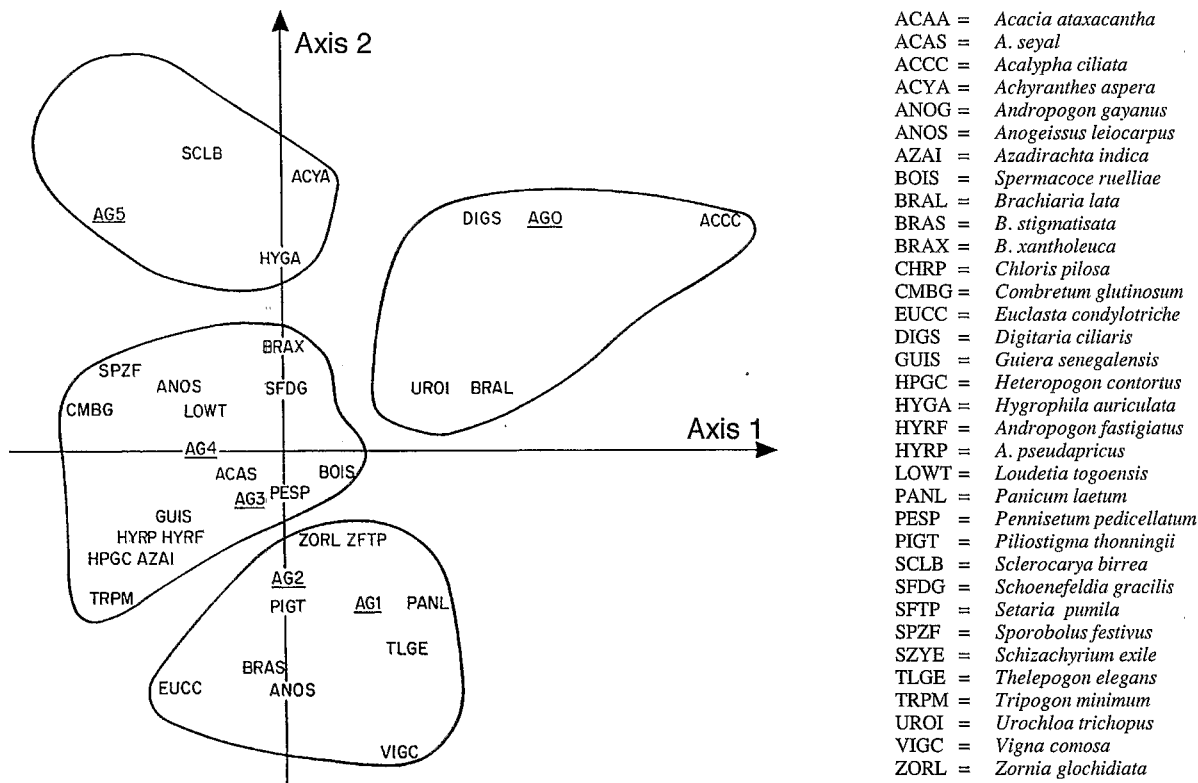 Axis 2
SCLB
ACYA
AG5
DIGS AG0 ACCC
HYGA
BRAX
SPZF
ANOS SFDG
UROI BRAL
CMBG LOWT
Axis 1
AG4
ACAS BOIS
AG3 PESP
GUIS
HYRP HYRF
ZORL ZFTP
HPGC AZAI
AG2
TRPM
PIGT AG1 PANL
TLGE
BRAS
EUCC ANOS
VIGC
ACAA = Acacia ataxacantha
ACAS = A. seyal
ACCC = Acalypha ciliata
ACYA = Achyranthes aspera
ANOG = Andropogon gayanus
ANOS = Anogeissus leiocarpus
AZAI = Azadirachta indica
BOIS = Spermacoce ruelliae
BRAL = Brachiaria lata
BRAS = B. stigmatisata
BRAX = B. xantholeuca
CHRP = Chloris pilosa
CMBG = Combretum glutinosum
EUCC = Euclasta condylotriche
DIGS = Digitaria ciliaris
GUIS = Guiera senegalensis
HPGC = Heteropogon contortus
HYGA = Hygrophila auriculata
HYRF = Andropogon fastigiatus
HYRP = A. pseudapricus
LOWT = Loudetia togoensis
PANL = Panicum laetum
PESP = Pennisetum pedicellatum
PIGT = Piliostigma thonningii
SCLB = Sclerocarya birrea
SFDG = Schoenefeldia gracilis
SFTP = Setaria pumila
SPZF = Sporobolus festivus
SZYE = Schizachyrium exile
TLGE = Thelepogon elegans
TRPM = Tripogon minimum
UROI = Urochloa trichopus
VIGC = Vigna comosa
ZORL = Zornia glochidiata